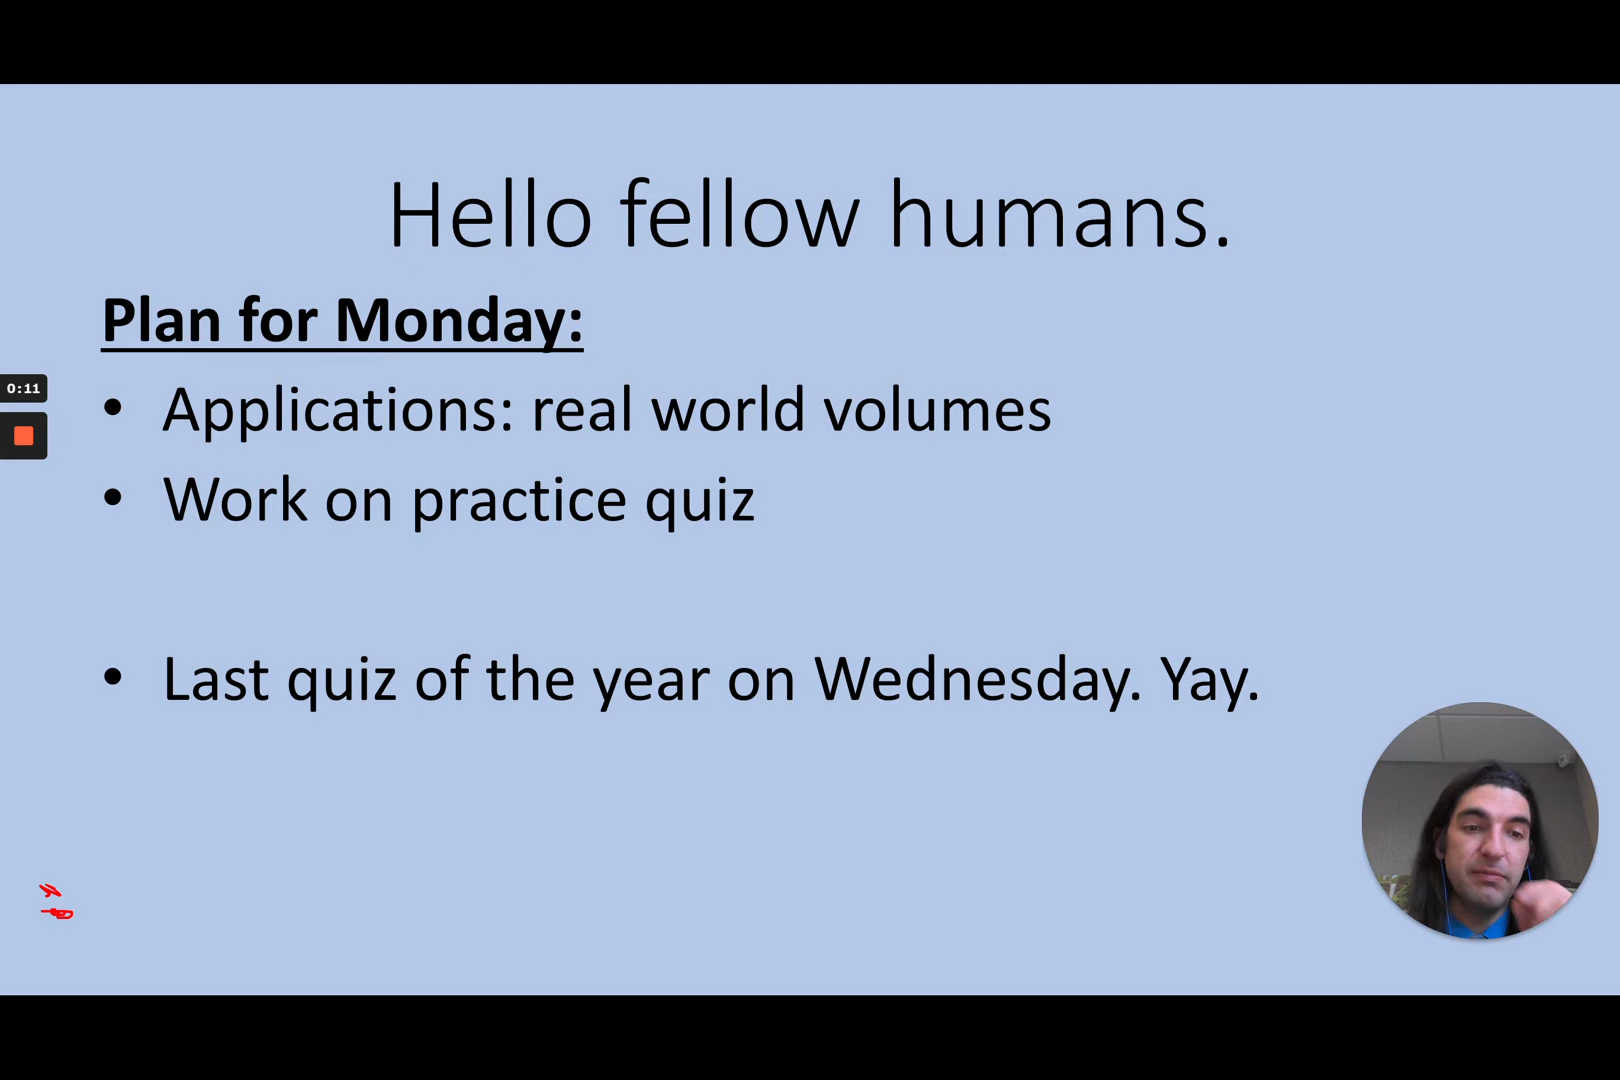 Hello fellow humans.
Plan for Monday:
0:11
• Applications: real world volumes
• Work on practice quiz
• Last quiz of the year on Wednesday. Yay.